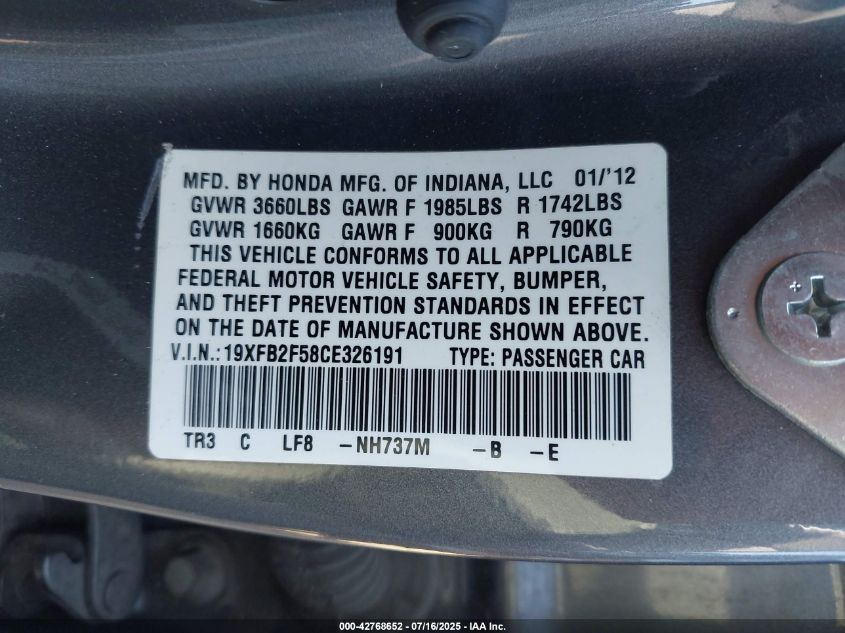 MFD. BY HONDA MFG. OF INDIANA, LLC 01/'12
GVWR 3660LBS GAWR F 1985LBS R 1742LBS
GVWR 1660KG GAWR F 900KG R 790KG
THIS VEHICLE CONFORMS TO ALL APPLICABLE
FEDERAL MOTOR VEHICLE SAFETY, BUMPER,
AND THEFT PREVENTION STANDARDS IN EFFECT
ON THE DATE OF MANUFACTURE SHOWN ABOVE.
V.I.N.:19XFB2F58CE326191 TYPE: PASSENGER CAR
TR3 C LF8 -NH737M -B -E
000-42768652 - 07/16/2025 - IAA Inc.